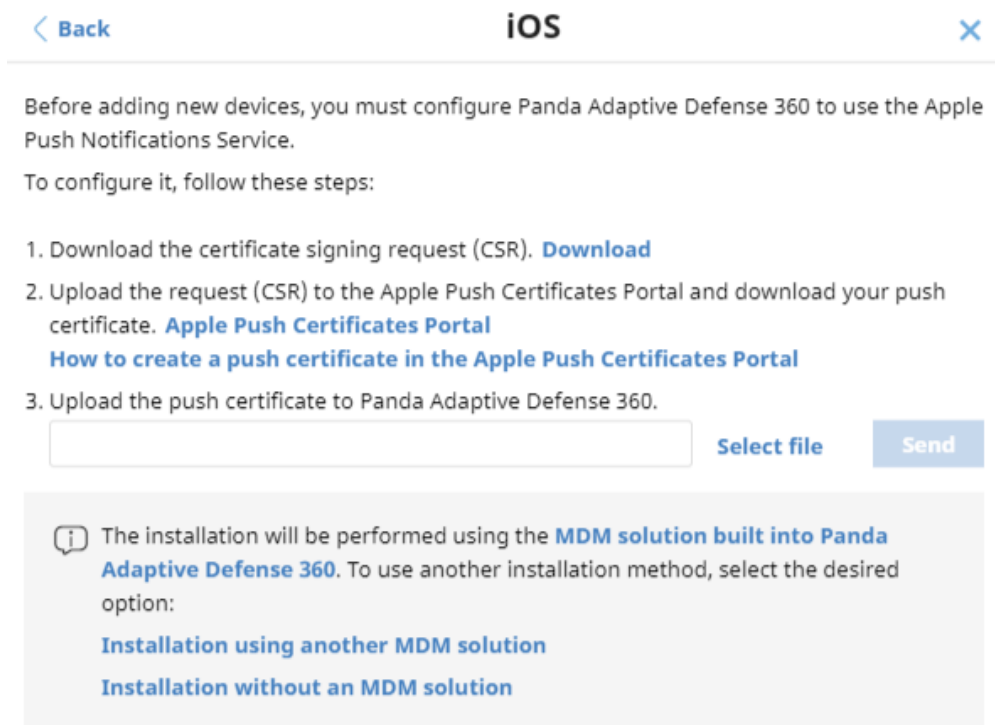 Back
iOS
Before adding new devices, you must configure Panda Adaptive Defense 360 to use the Apple
Push Notifications Service.
To configure it, follow these steps:
1. Download the certificate signing request (CSR). Download
2. Upload the request (CSR) to the Apple Push Certificates Portal and download your push
certificate. Apple Push Certificates Portal
How to create a push certificate in the Apple Push Certificates Portal
3. Upload the push certificate to Panda Adaptive Defense 360.
Select file
Send
The installation will be performed using the MDM solution built into Panda
Adaptive Defense 360. To use another installation method, select the desired
option:
Installation using another MDM solution
Installation without an MDM solution